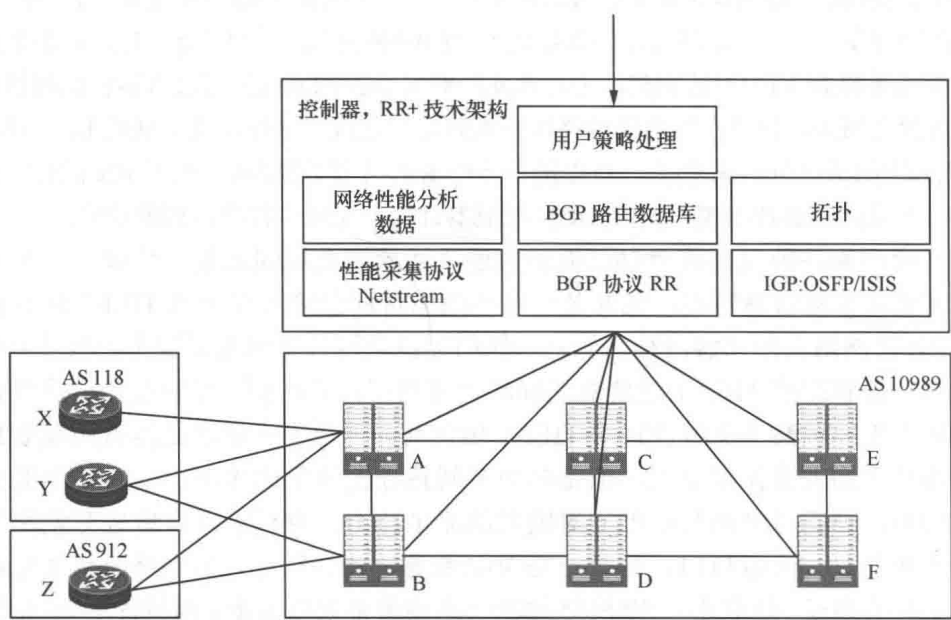 控制器，RR+ 技术架构
用户策略处理
网络性能分析
数据
BGP 路由数据库
拓扑
性能采集协议
Netstream
BGP 协议 RR
IGP:OSFP/ISIS
AS 118
X
Y
AS 912
Z
AS 10989
A
B
C
D
E
F